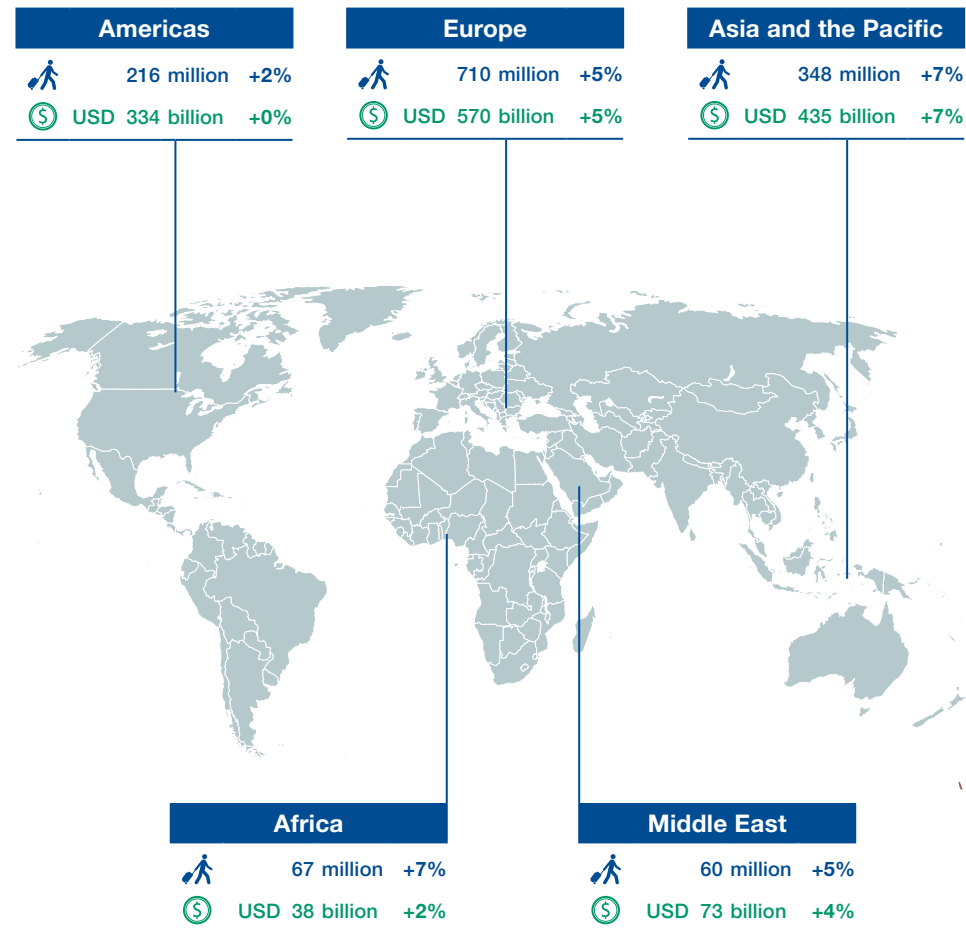 Americas
216 million +2%
$ USD 334 billion +0%
Europe
710 million +5%
$ USD 570 billion +5%
Asia and the Pacific
348 million +7%
$ USD 435 billion +7%
Africa
67 million +7%
$ USD 38 billion +2%
Middle East
60 million +5%
$ USD 73 billion +4%